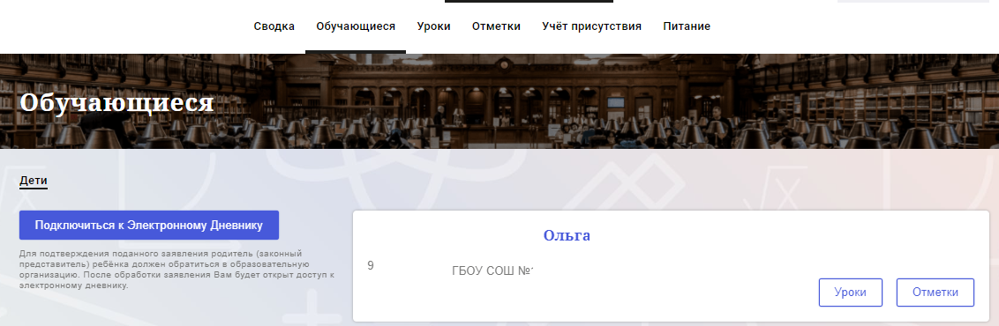 Сводка Обучающиеся Уроки Отметки Учёт присутствия Питание
Обучающиеся
Дети
Подключиться к Электронному Дневнику
Для подтверждения поданного заявления родитель (законный
представитель) ребёнка должен обратиться в образовательную
организацию. После обработки заявления Вам будет открыт доступ к
электронному дневнику.
Ольга
9
ГБОУ СОШ №
Уроки
Отметки